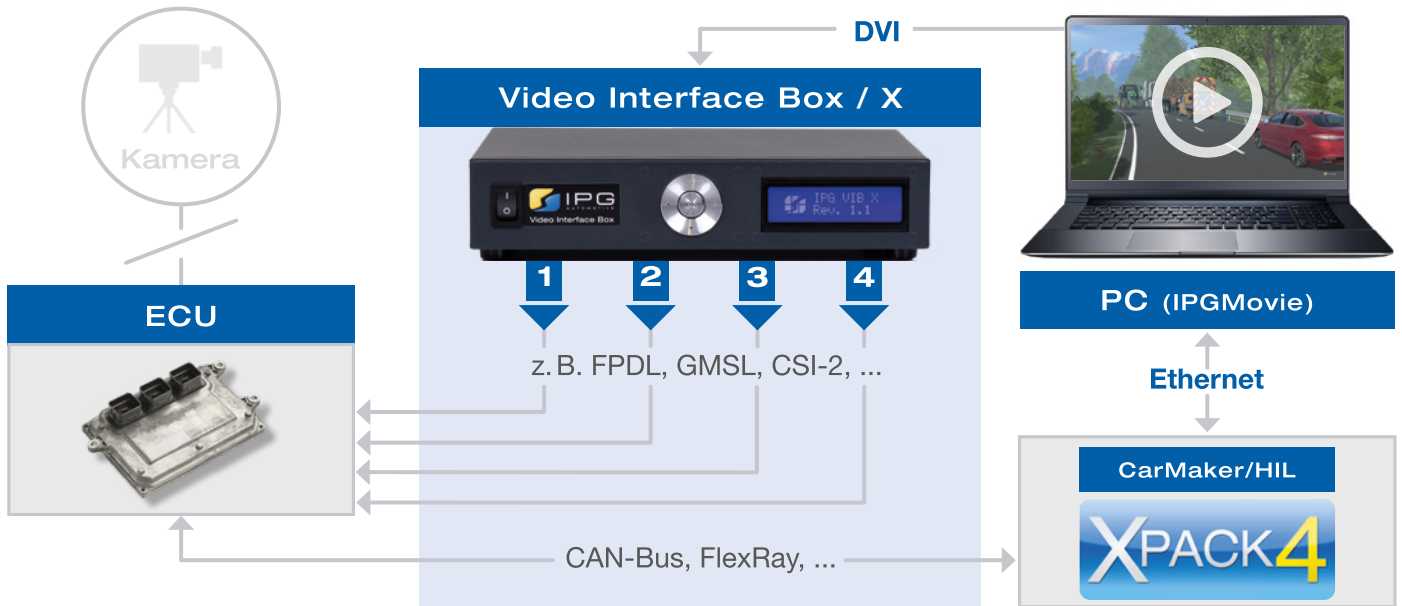 DVI
Kamera
Video Interface Box / X
I
O
IPG
AUTOMOTIVE
Video Interface Box
IPG VIB X
Rev. 1.1
1 2 3 4
ECU
z. B. FPDL, GMSL, CSI-2, ...
PC (IPGMovie)
Ethernet
CarMaker/HIL
XPACK4
CAN-Bus, FlexRay, ...